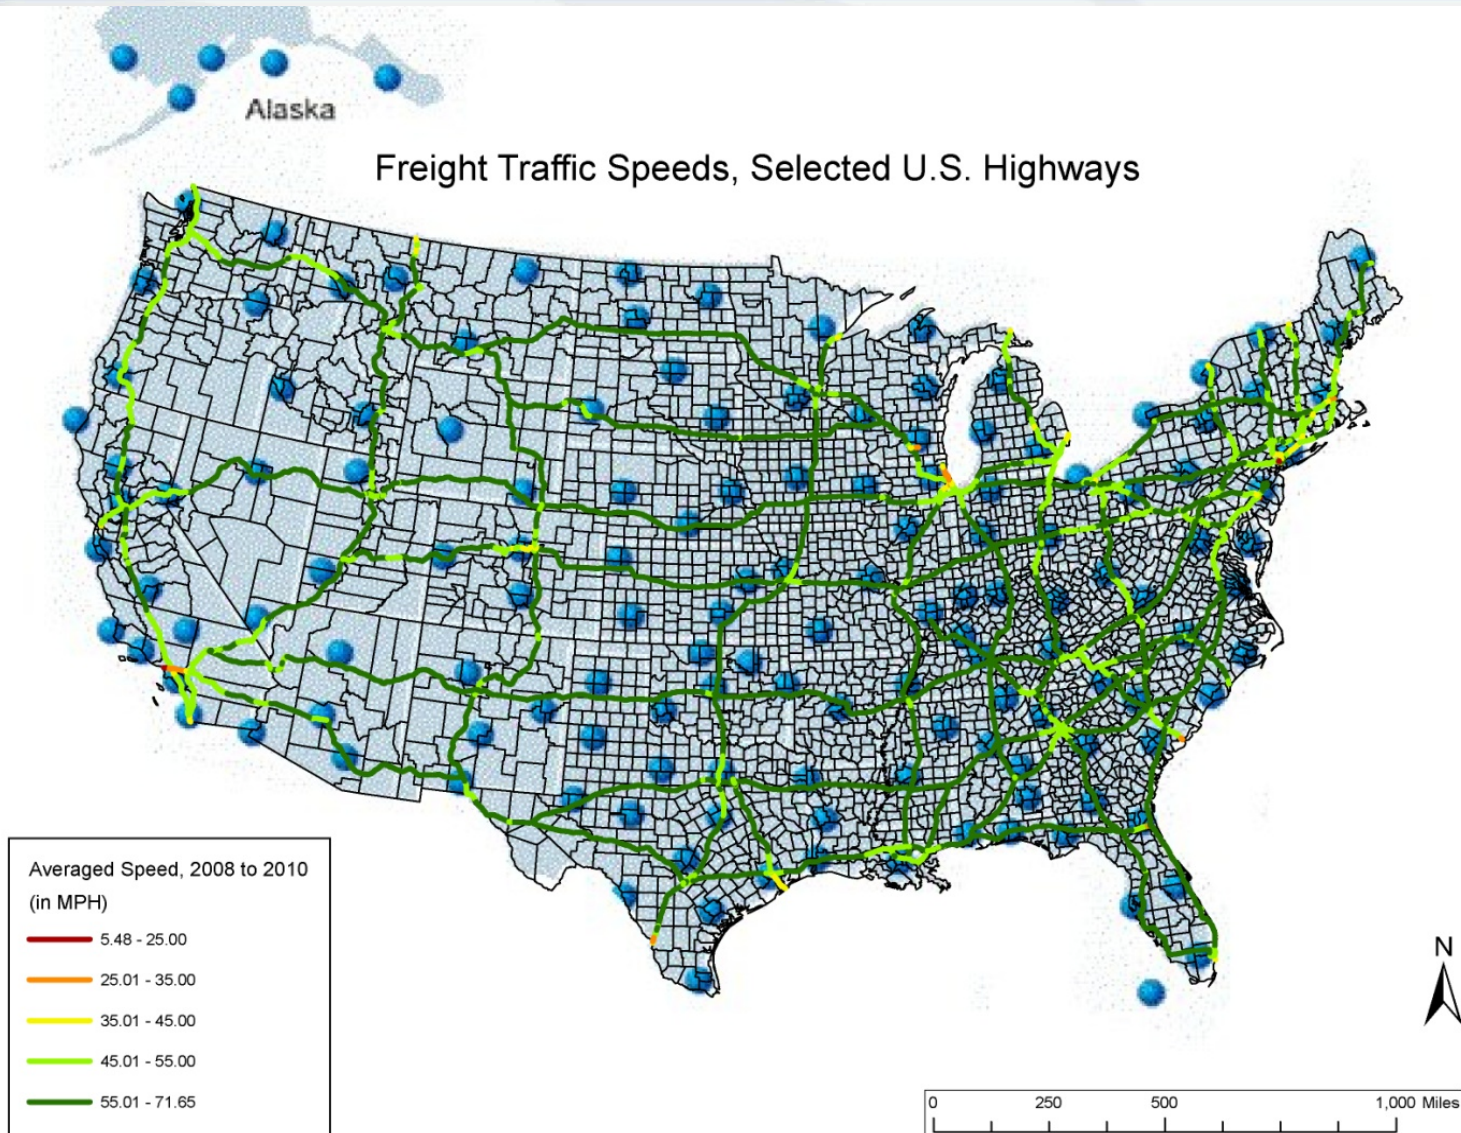 Alaska
Freight Traffic Speeds, Selected U.S. Highways
Averaged Speed, 2008 to 2010
(in MPH)
5.48 - 25.00
25.01 - 35.00
35.01 - 45.00
45.01 - 55.00
55.01 - 71.65
N
0 250 500 1,000 Miles